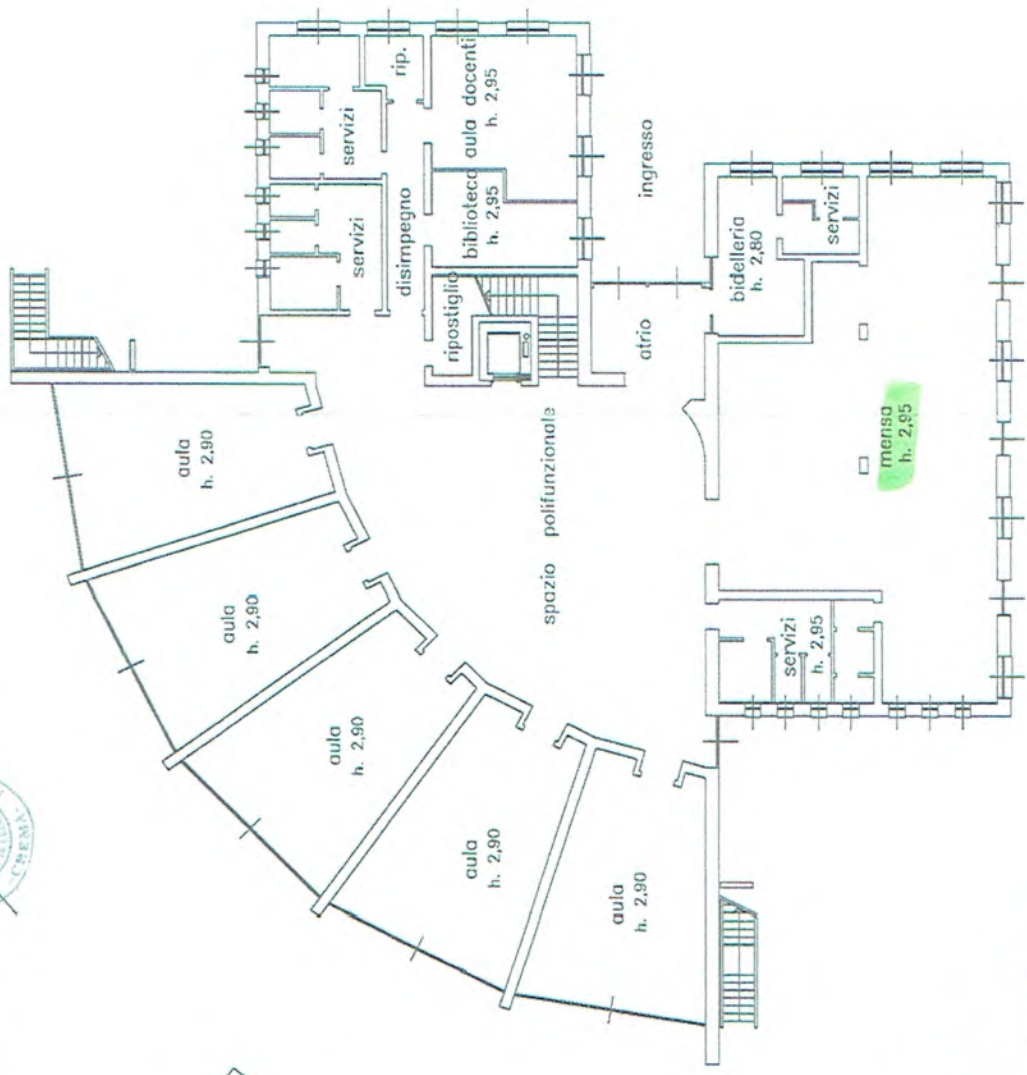 rip.
servizi
aula docenti
h. 2,95
servizi
disimpegno
biblioteca
h. 2,95
ingresso
ripostiglio
atrio
bidelleria
h. 2,80
servizi
aula
h. 2,90
spazio polifunzionale
mensa
h. 2,95
aula
h. 2,90
aula
h. 2,90
servizi
h. 2,95
aula
h. 2,90
aula
h. 2,90
CREMA